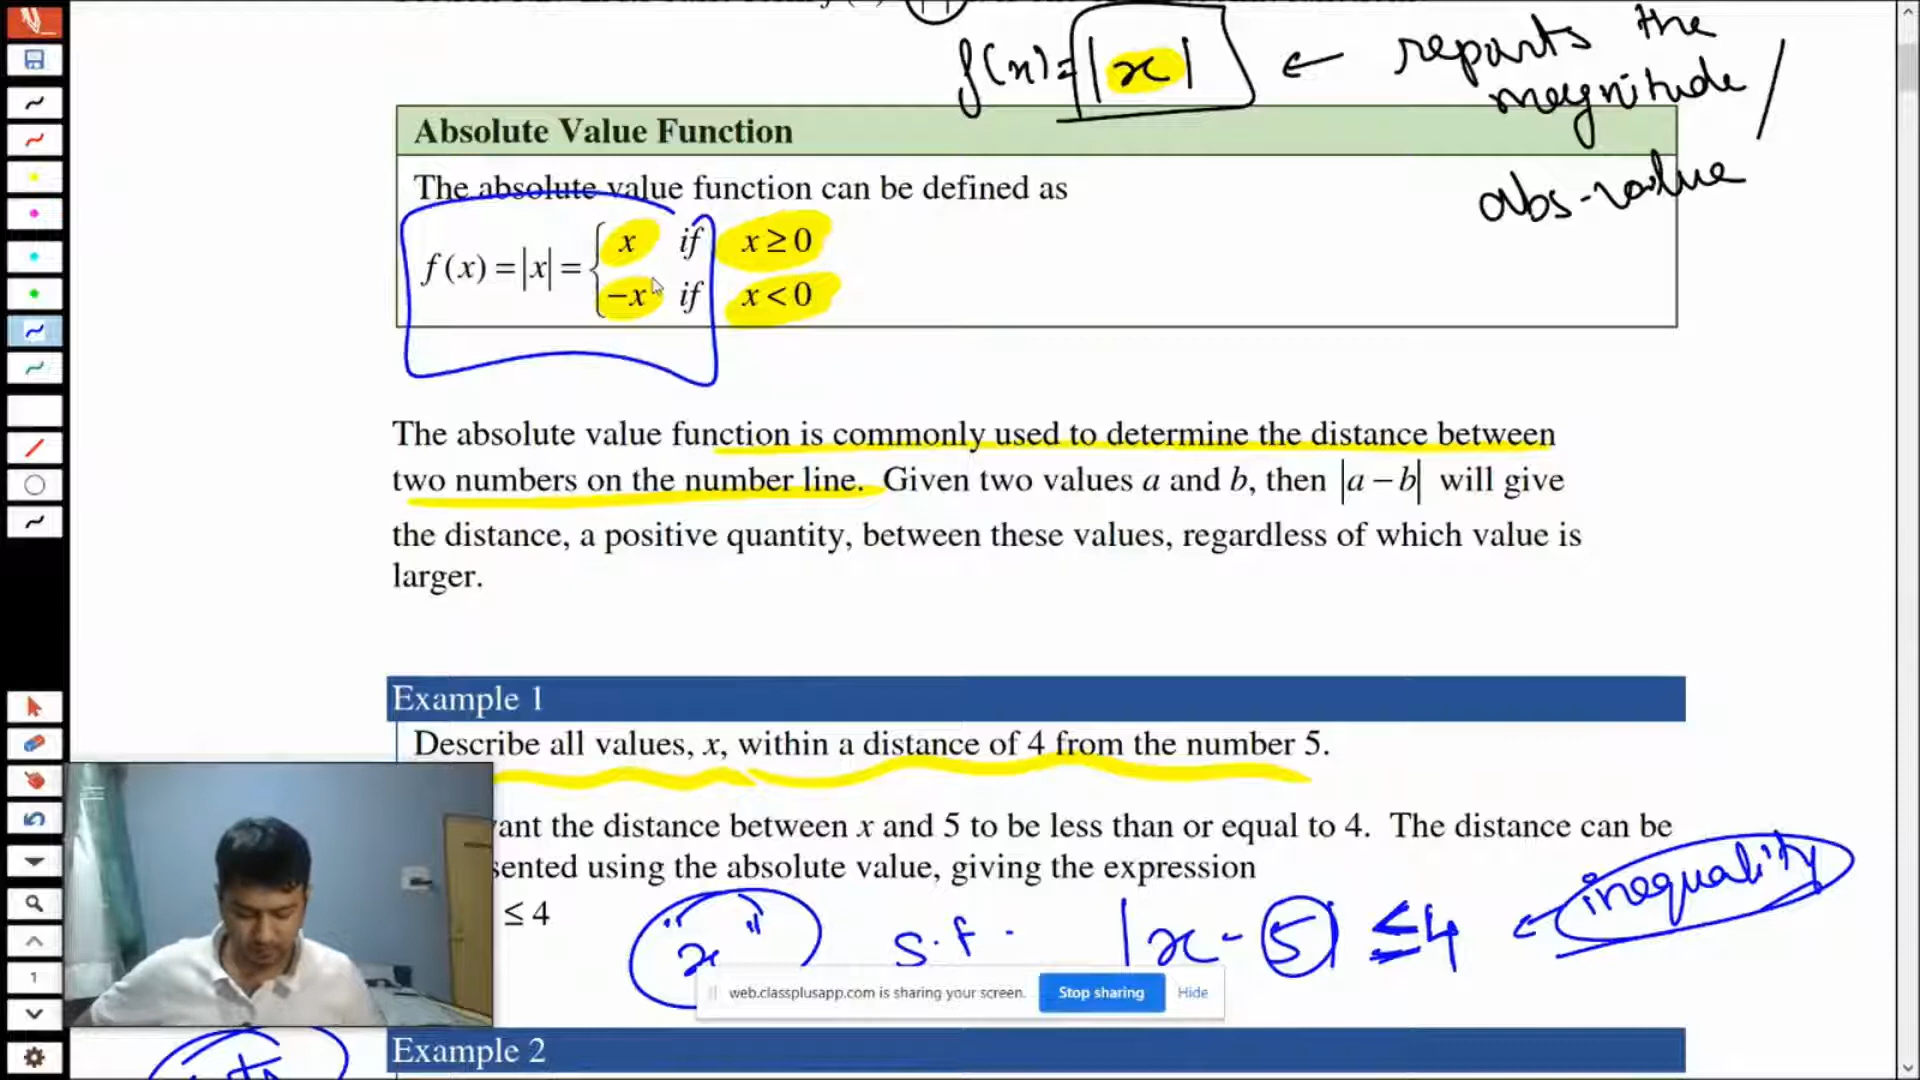 f(x)=|x| ← reports the
magnitude/
abs-value
Absolute Value Function
The absolute value function can be defined as
f(x) = |x| = { x if x ≥ 0
−x if x < 0
The absolute value function is commonly used to determine the distance between
two numbers on the number line. Given two values a and b, then |a − b| will give
the distance, a positive quantity, between these values, regardless of which value is
larger.
Example 1
Describe all values, x, within a distance of 4 from the number 5.
ant the distance between x and 5 to be less than or equal to 4. The distance can be
sented using the absolute value, giving the expression
≤ 4
"x" s.t. |x - 5| ≤4 ← inequality
web.classplusapp.com is sharing your screen. Stop sharing Hide
Example 2
1